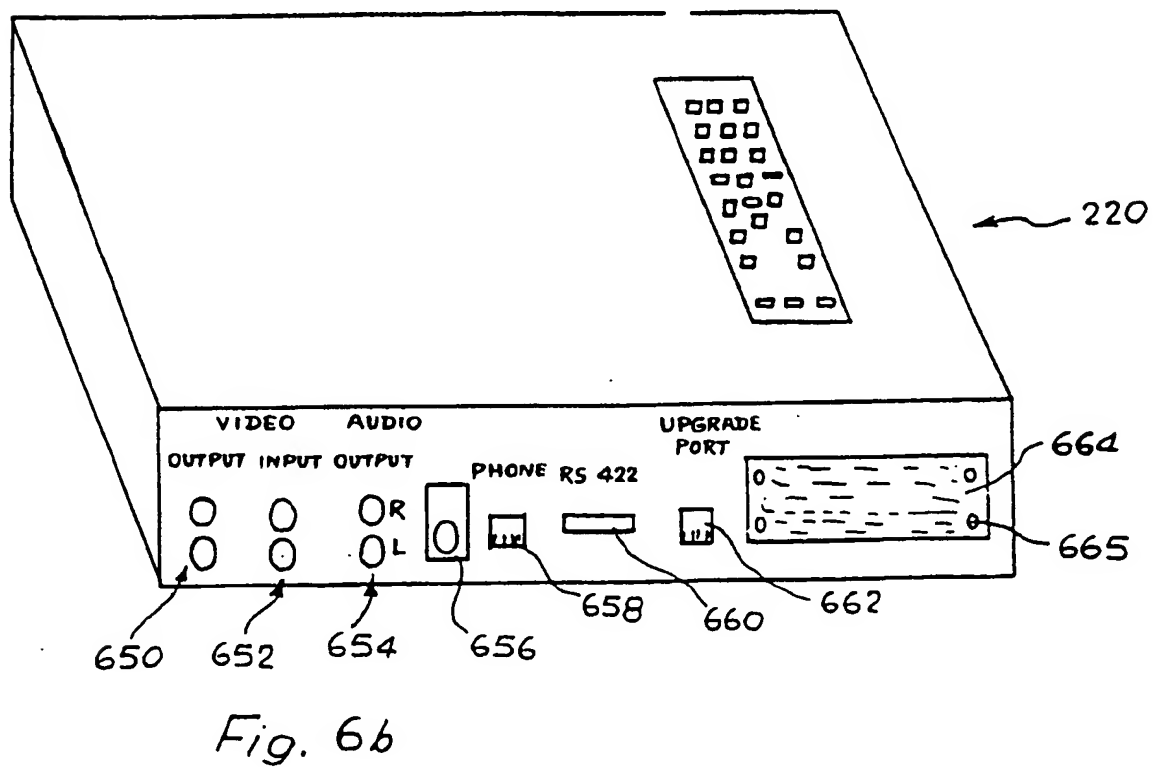 220
VIDEO AUDIO
OUTPUT INPUT OUTPUT
PHONE RS 422
UPGRADE
PORT
R
L
664
665
650
652
654
656
658
660
662
Fig. 6b